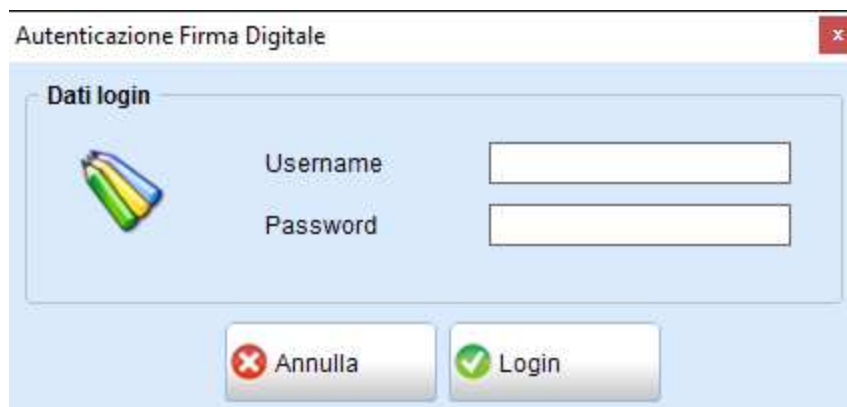 Autenticazione Firma Digitale
x
Dati login
Username
Password
Annulla Login